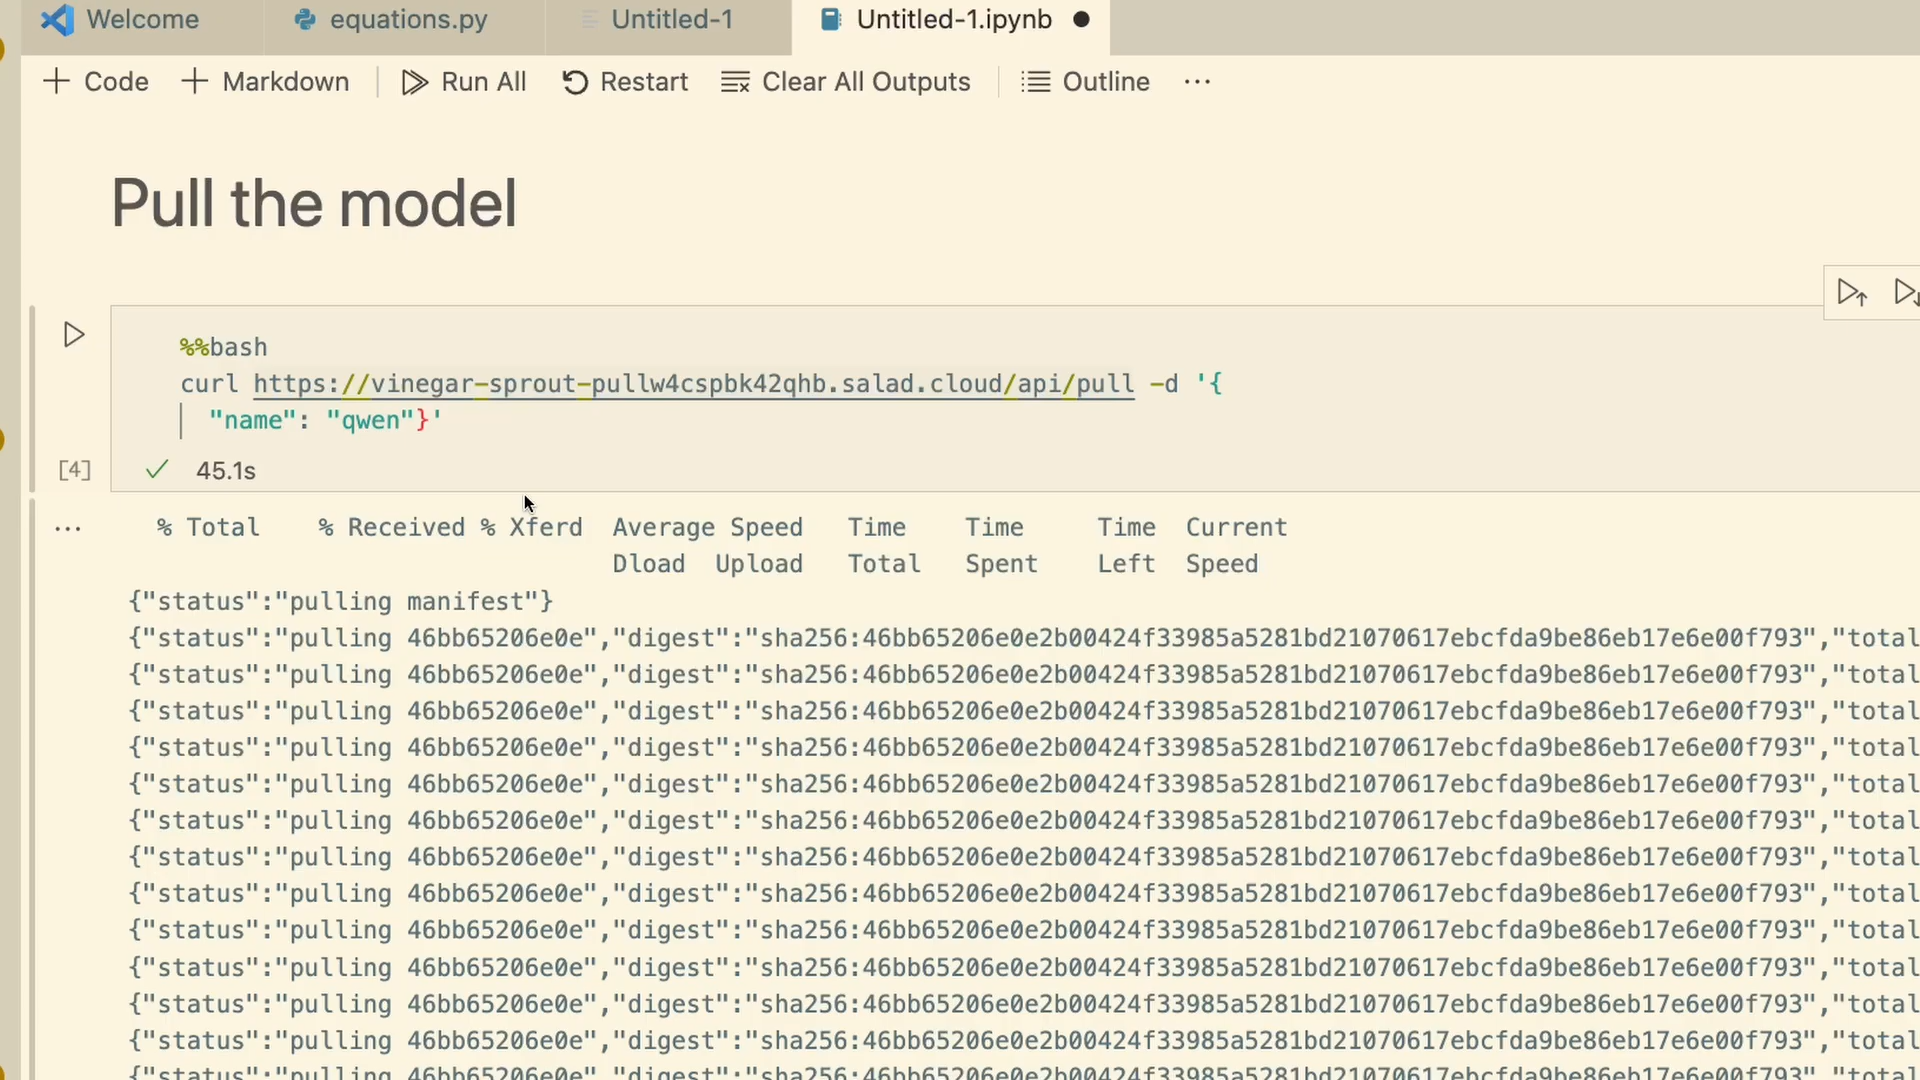 Welcome equations.py Untitled-1 Untitled-1.ipynb
Code Markdown Run All Restart Clear All Outputs Outline ...
Pull the model
%%bash
curl https://vinegar-sprout-pullw4cspbk42qhb.salad.cloud/api/pull -d '{
"name": "qwen"}'
[4] 45.1s
... % Total % Received % Xferd Average Speed Time Time Time Current
Dload Upload Total Spent Left Speed
{"status":"pulling manifest"}
{"status":"pulling 46bb65206e0e","digest":"sha256:46bb65206e0e2b00424f33985a5281bd21070617ebcfda9be86eb17e6e00f793","total
{"status":"pulling 46bb65206e0e","digest":"sha256:46bb65206e0e2b00424f33985a5281bd21070617ebcfda9be86eb17e6e00f793","total
{"status":"pulling 46bb65206e0e","digest":"sha256:46bb65206e0e2b00424f33985a5281bd21070617ebcfda9be86eb17e6e00f793","total
{"status":"pulling 46bb65206e0e","digest":"sha256:46bb65206e0e2b00424f33985a5281bd21070617ebcfda9be86eb17e6e00f793","total
{"status":"pulling 46bb65206e0e","digest":"sha256:46bb65206e0e2b00424f33985a5281bd21070617ebcfda9be86eb17e6e00f793","total
{"status":"pulling 46bb65206e0e","digest":"sha256:46bb65206e0e2b00424f33985a5281bd21070617ebcfda9be86eb17e6e00f793","total
{"status":"pulling 46bb65206e0e","digest":"sha256:46bb65206e0e2b00424f33985a5281bd21070617ebcfda9be86eb17e6e00f793","total
{"status":"pulling 46bb65206e0e","digest":"sha256:46bb65206e0e2b00424f33985a5281bd21070617ebcfda9be86eb17e6e00f793","total
{"status":"pulling 46bb65206e0e","digest":"sha256:46bb65206e0e2b00424f33985a5281bd21070617ebcfda9be86eb17e6e00f793","total
{"status":"pulling 46bb65206e0e","digest":"sha256:46bb65206e0e2b00424f33985a5281bd21070617ebcfda9be86eb17e6e00f793","total
{"status":"pulling 46bb65206e0e","digest":"sha256:46bb65206e0e2b00424f33985a5281bd21070617ebcfda9be86eb17e6e00f793","total
{"status":"pulling 46bb65206e0e","digest":"sha256:46bb65206e0e2b00424f33985a5281bd21070617ebcfda9be86eb17e6e00f793","total